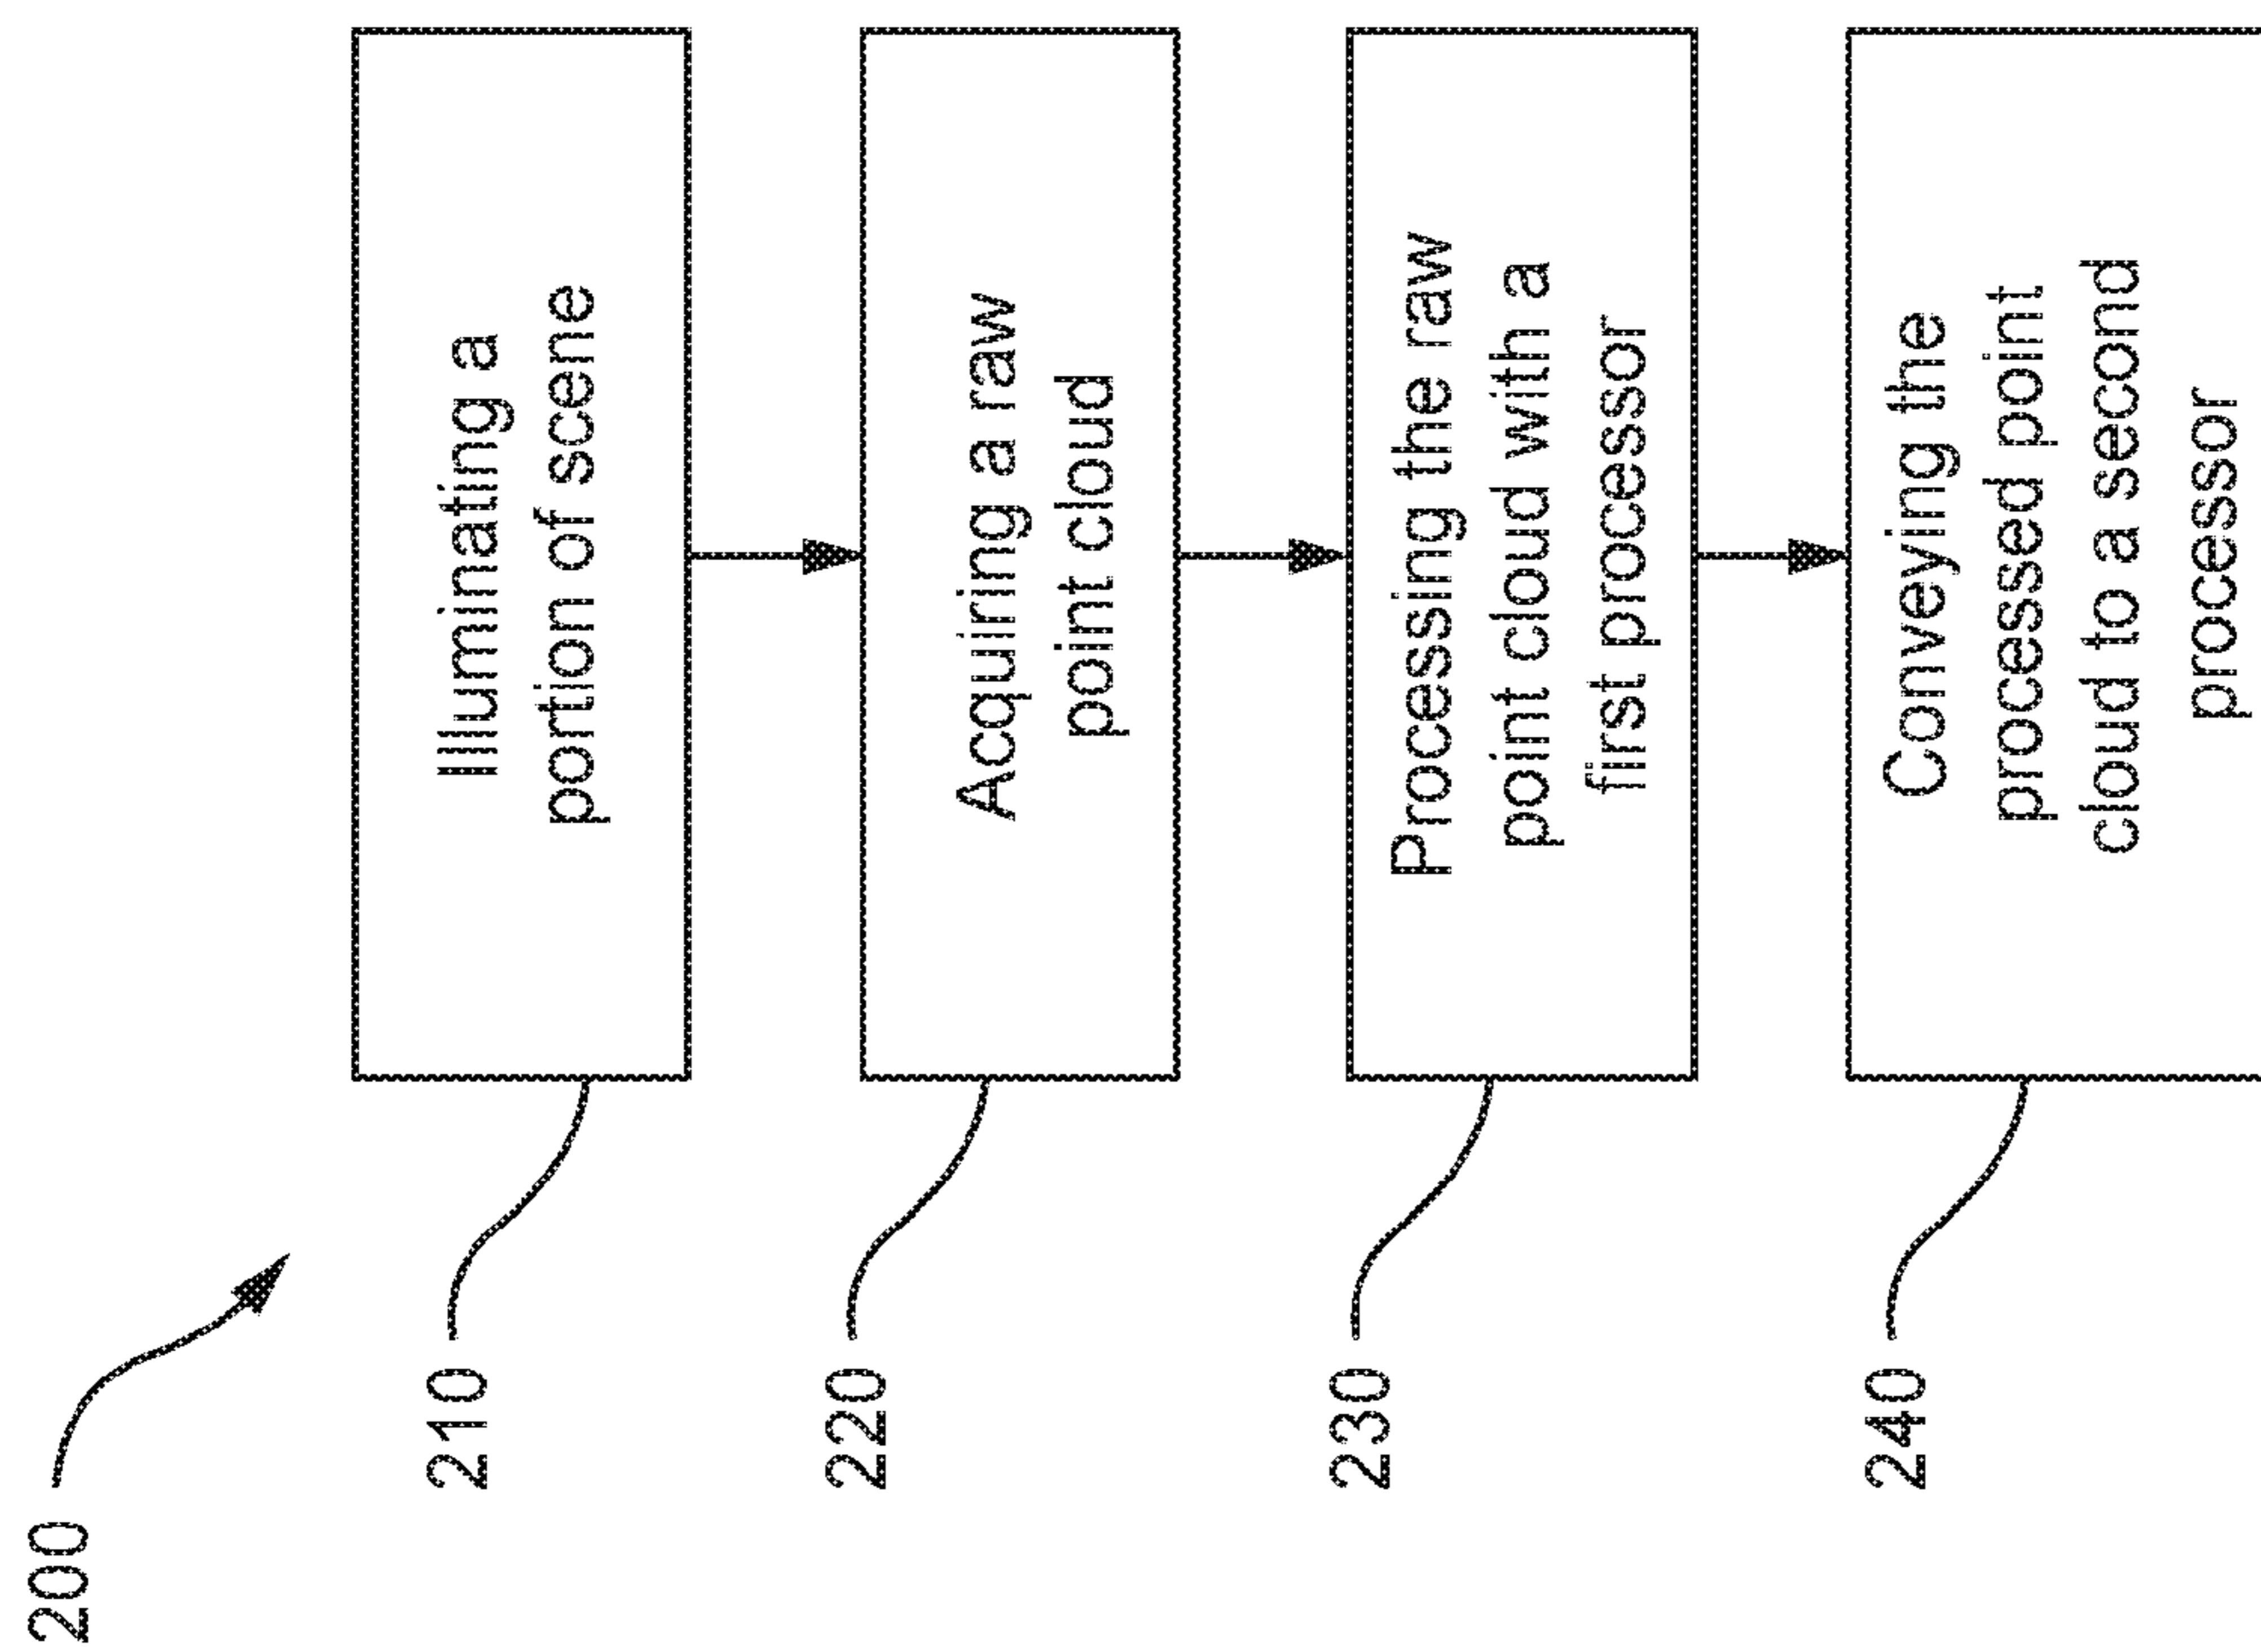 200
210
Illuminating a
portion of scene
220
Acquiring a raw
point cloud
230
Processing the raw
point cloud with a
first processor
240
Conveying the
processed point
cloud to a second
processor